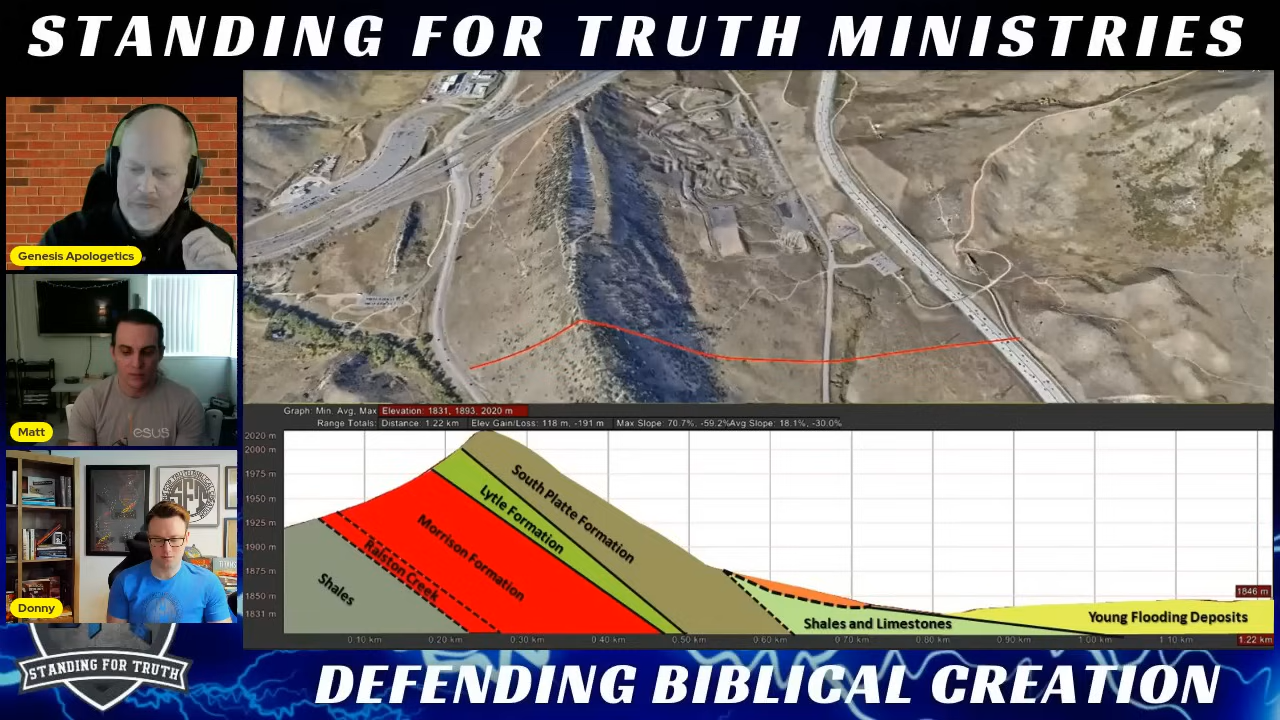 STANDING FOR TRUTH MINISTRIES
Genesis Apologetics
Matt
esus
Donny
SFT
STANDING FOR TRUTH
Graph: Min, Avg, Max Elevation: 1831, 1893, 2020 m
Range Totals: Distance: 1.22 km Elev Gain/Loss: 118 m, -191 m Max Slope: 70.7%, -59.2% Avg Slope: 18.1%, -30.0%
2020 m
2000 m
1975 m
1950 m
1925 m
1900 m
1875 m
1850 m
1831 m
South Platte Formation
Lytle Formation
Morrison Formation
Ralston Creek
Shales
Shales and Limestones
Young Flooding Deposits
1846 m
0.10 km 0.20 km 0.30 km 0.40 km 0.50 km 0.60 km 0.70 km 0.80 km 0.90 km 1.00 km 1.10 km 1.22 km
DEFENDING BIBLICAL CREATION